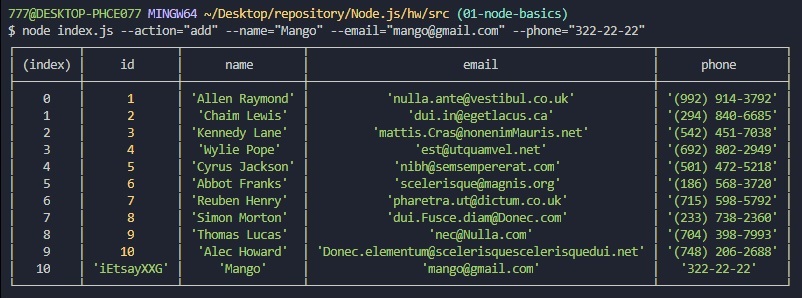 777@DESKTOP-PHCE077 MINGW64 ~/Desktop/repository/Node.js/hw/src (01-node-basics)
$ node index.js --action="add" --name="Mango" --email="mango@gmail.com" --phone="322-22-22"
(index) id name email phone
0 1 'Allen Raymond' 'nulla.ante@vestibul.co.uk' '(992) 914-3792'
1 2 'Chaim Lewis' 'dui.in@egetlacus.ca' '(294) 840-6685'
2 3 'Kennedy Lane' 'mattis.Cras@nonenimMauris.net' '(542) 451-7038'
3 4 'Wylie Pope' 'est@utquamvel.net' '(692) 802-2949'
4 5 'Cyrus Jackson' 'nibh@semsempererat.com' '(501) 472-5218'
5 6 'Abbot Franks' 'scelerisque@magnis.org' '(186) 568-3720'
6 7 'Reuben Henry' 'pharetra.ut@dictum.co.uk' '(715) 598-5792'
7 8 'Simon Morton' 'dui.Fusce.diam@Donec.com' '(233) 738-2360'
8 9 'Thomas Lucas' 'nec@Nulla.com' '(704) 398-7993'
9 10 'Alec Howard' 'Donec.elementum@scelerisquescelerisquedui.net' '(748) 206-2688'
10 'iEtsayXXG' 'Mango' 'mango@gmail.com' '322-22-22'